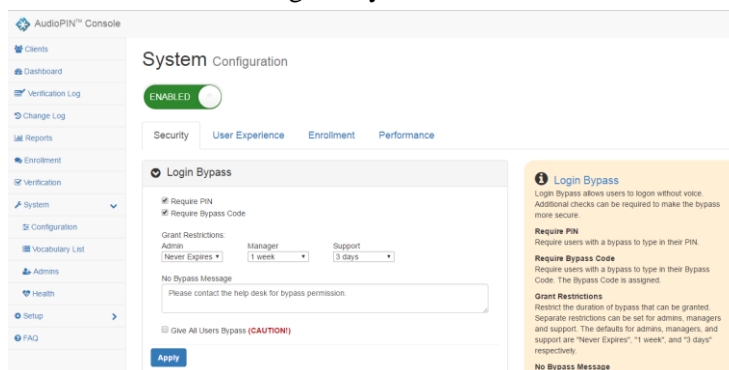 AudioPIN™ Console
Clients
Dashboard
Verification Log
Change Log
Reports
Enrollment
Verification
System
Configuration
Vocabulary List
Admins
Health
Setup
FAQ
System Configuration
ENABLED
Security User Experience Enrollment Performance
Login Bypass
Require PIN
Require Bypass Code
Grant Restrictions:
Admin Manager Support
Never Expires 1 week 3 days
No Bypass Message
Please contact the help desk for bypass permission.
Give All Users Bypass (CAUTION!)
Apply
Login Bypass
Login Bypass allows users to logon without voice.
Additional checks can be required to make the bypass
more secure.
Require PIN
Require users with a bypass to type in their PIN.
Require Bypass Code
Require users with a bypass to type in their Bypass
Code. The Bypass Code is assigned.
Grant Restrictions
Restrict the duration of bypass that can be granted.
Separate restrictions can be set for admins, managers
and support. The defaults for admins, managers, and
support are "Never Expires", "1 week", and "3 days"
respectively.
No Bypass Message